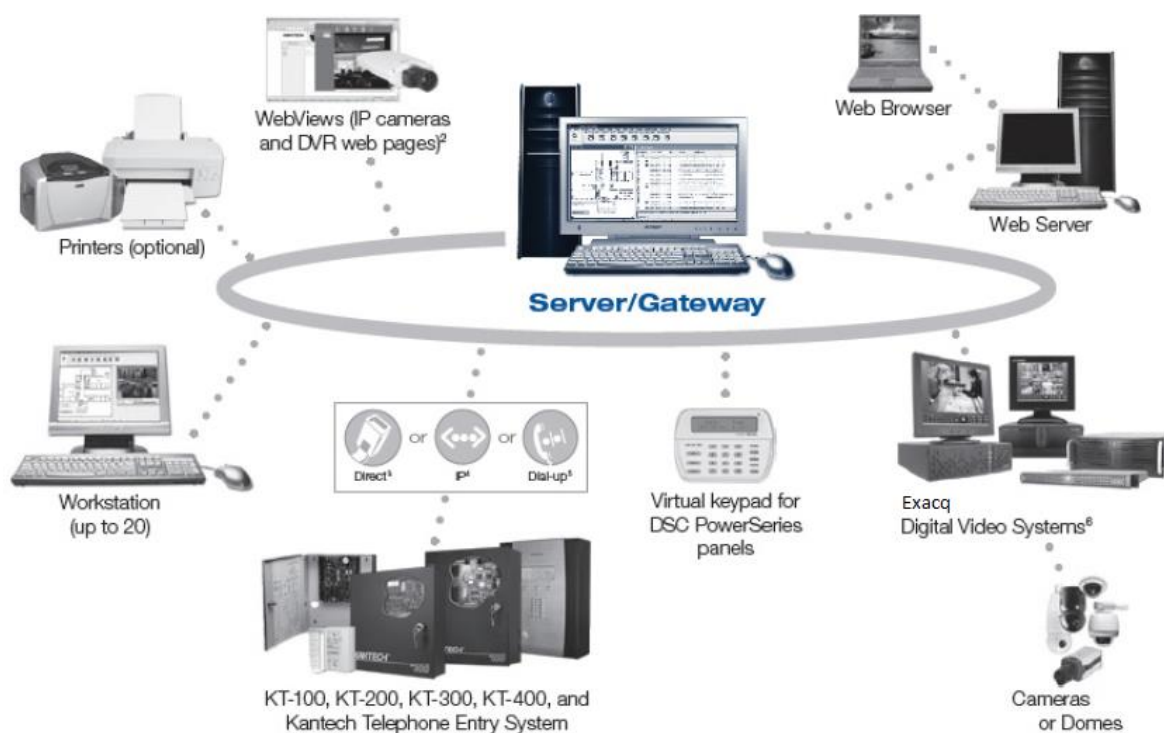 WebViews (IP cameras
and DVR web pages)²
Web Browser
Web Server
Printers (optional)
Server/Gateway
Workstation
(up to 20)
Direct³ or IP⁴ or Dial-up⁵
Virtual keypad for
DSC PowerSeries
panels
Exacq
Digital Video Systems⁶
KT-100, KT-200, KT-300, KT-400, and
Kantech Telephone Entry System
Cameras
or Domes